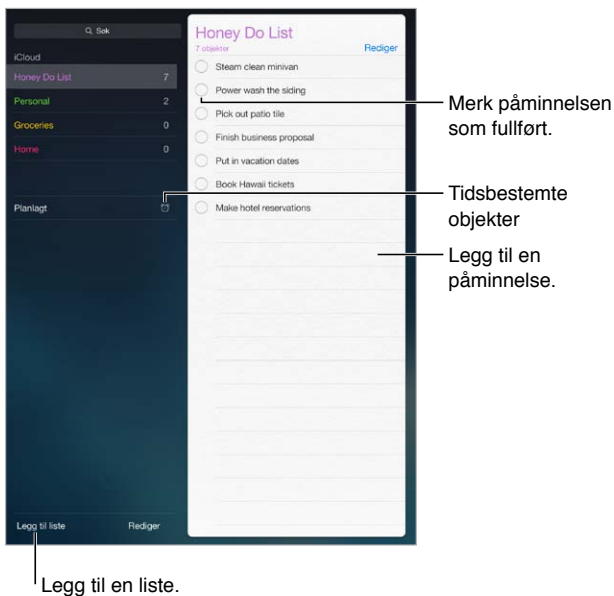 Søk
iCloud
Honey Do List 7
Personal 2
Groceries 0
Home 0
Planlagt
Legg til liste Rediger
Honey Do List
7 objekter Rediger
Steam clean minivan
Power wash the siding
Pick out patio tile
Finish business proposal
Put in vacation dates
Book Hawaii tickets
Make hotel reservations
Merk påminnelsen
som fullført.
Tidsbestemte
objekter
Legg til en
påminnelse.
Legg til en liste.